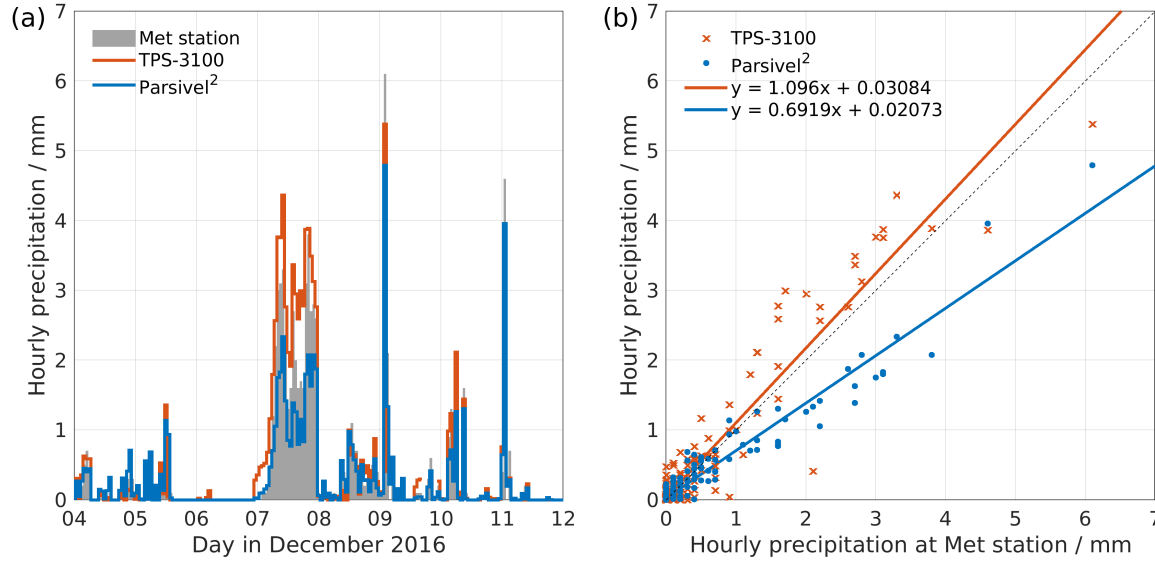 (a)
7
6
5
4
3
2
1
0
Hourly precipitation / mm
Met station
TPS-3100
Parsivel²
04 05 06 07 08 09 10 11 12
Day in December 2016
(b)
7
6
5
4
3
2
1
0
Hourly precipitation / mm
TPS-3100
Parsivel²
y = 1.096x + 0.03084
y = 0.6919x + 0.02073
0 1 2 3 4 5 6 7
Hourly precipitation at Met station / mm